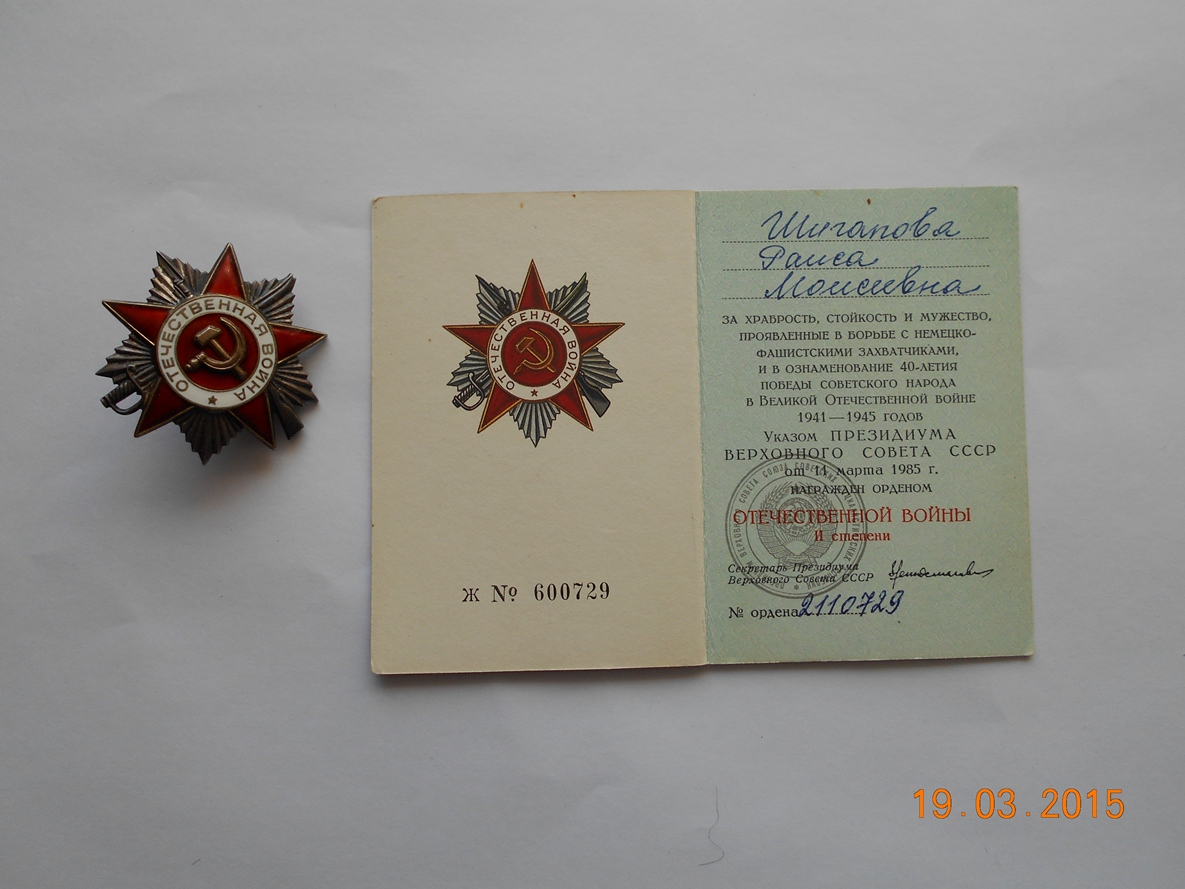 ОТЕЧЕСТВЕННАЯ ВОЙНА
ОТЕЧЕСТВЕННАЯ ВОЙНА
Ж № 600729
Шигапова
Раиса
Моисеевна
ЗА ХРАБРОСТЬ, СТОЙКОСТЬ И МУЖЕСТВО,
ПРОЯВЛЕННЫЕ В БОРЬБЕ С НЕМЕЦКО-
ФАШИСТСКИМИ ЗАХВАТЧИКАМИ,
И В ОЗНАМЕНОВАНИЕ 40-ЛЕТИЯ
ПОБЕДЫ СОВЕТСКОГО НАРОДА
В ВЕЛИКОЙ ОТЕЧЕСТВЕННОЙ ВОЙНЕ
1941—1945 ГОДОВ
УКАЗОМ ПРЕЗИДИУМА
ВЕРХОВНОГО СОВЕТА СССР
от 11 марта 1985 г.
НАГРАЖДЕН ОРДЕНОМ
ОТЕЧЕСТВЕННОЙ ВОЙНЫ
II степени
Секретарь Президиума
Верховного Совета СССР
№ ордена 2110729
19.03.2015